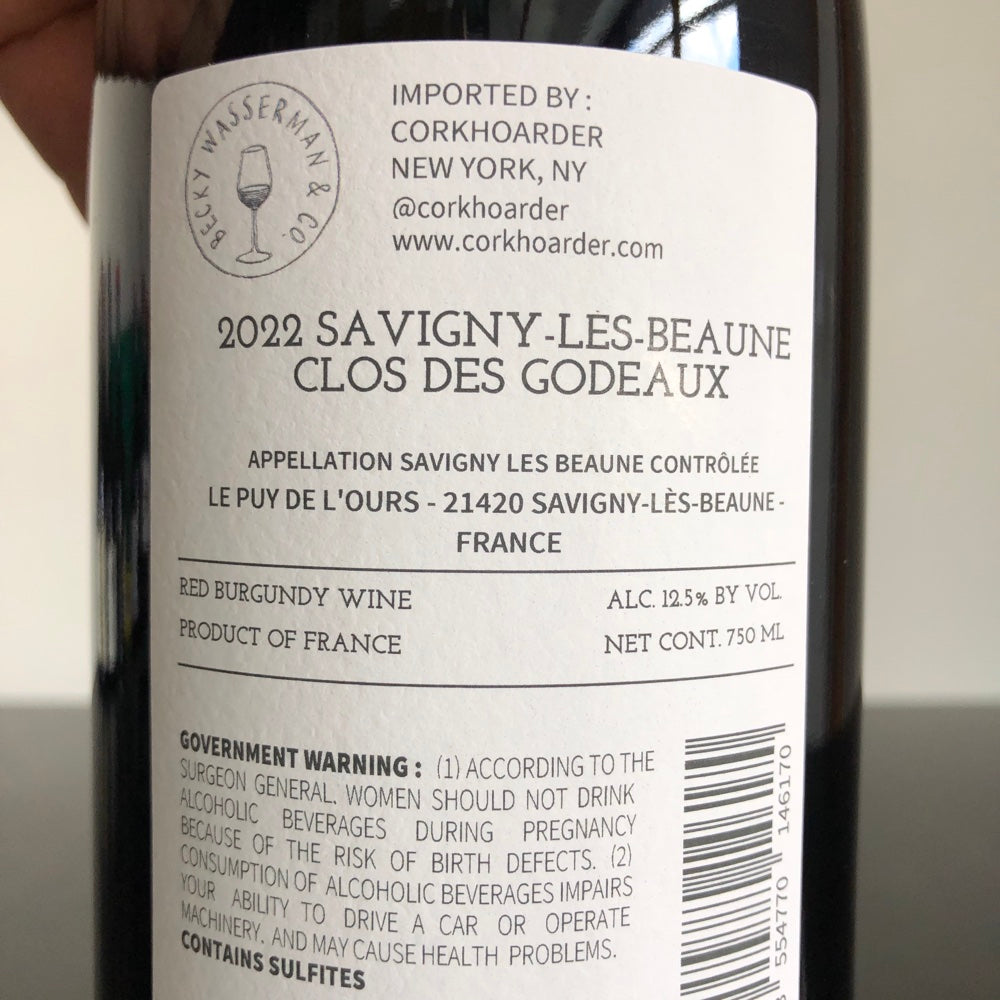 BECKY WASSERMAN & CO.
IMPORTED BY :
CORKHOARDER
NEW YORK, NY
@corkhoarder
www.corkhoarder.com
2022 SAVIGNY-LÈS-BEAUNE
CLOS DES GODEAUX
APPELLATION SAVIGNY LES BEAUNE CONTRÔLÉE
LE PUY DE L'OURS - 21420 SAVIGNY-LÈS-BEAUNE -
FRANCE
RED BURGUNDY WINE
ALC. 12.5% BY VOL.
PRODUCT OF FRANCE
NET CONT. 750 ML
GOVERNMENT WARNING : (1) ACCORDING TO THE
SURGEON GENERAL. WOMEN SHOULD NOT DRINK
ALCOHOLIC BEVERAGES DURING PREGNANCY
BECAUSE OF THE RISK OF BIRTH DEFECTS. (2)
CONSUMPTION OF ALCOHOLIC BEVERAGES IMPAIRS
YOUR ABILITY TO DRIVE A CAR OR OPERATE
MACHINERY, AND MAY CAUSE HEALTH PROBLEMS.
CONTAINS SULFITES
554770 146170